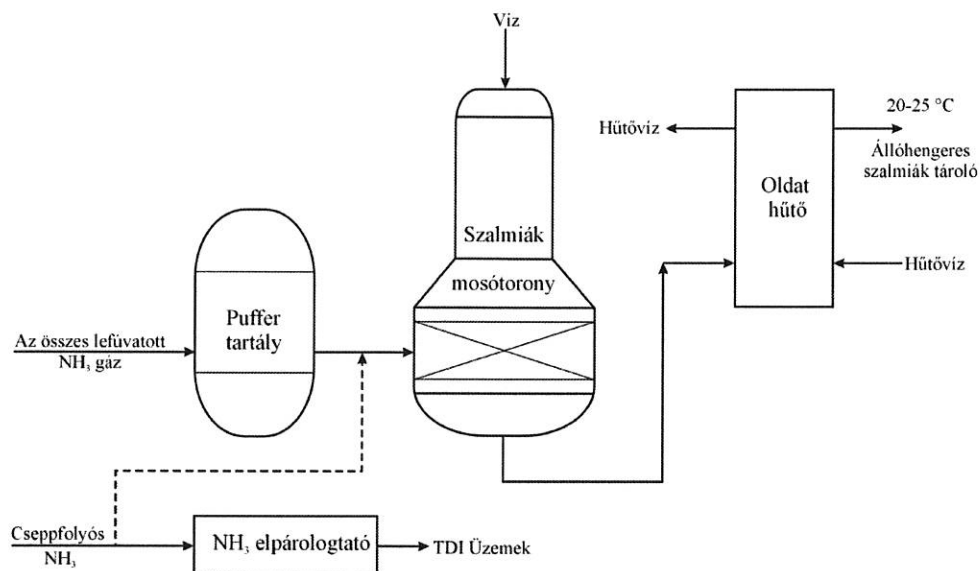 Víz
20-25 °C
Hűtővíz
Állóhengeres
szalmiák tároló
Oldat
hűtő
Szalmiák
mosótorony
Hűtővíz
Puffer
tartály
Az összes lefúvatott
NH₃ gáz
Cseppfolyós
NH₃
NH₃ elpárologtató
TDI Üzemek